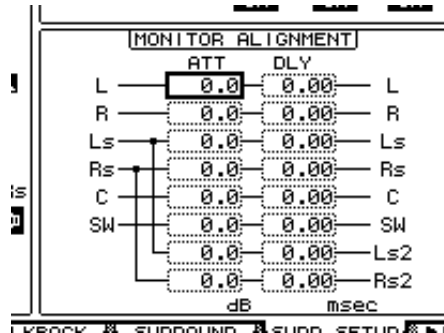 MONITOR ALIGNMENT
ATT DLY
L 0.0 0.00 L
R 0.0 0.00 R
Ls 0.0 0.00 Ls
Rs 0.0 0.00 Rs
C 0.0 0.00 C
SW 0.0 0.00 SW
0.0 0.00 Ls2
0.0 0.00 Rs2
dB msec
SURROUND SURR SETUP